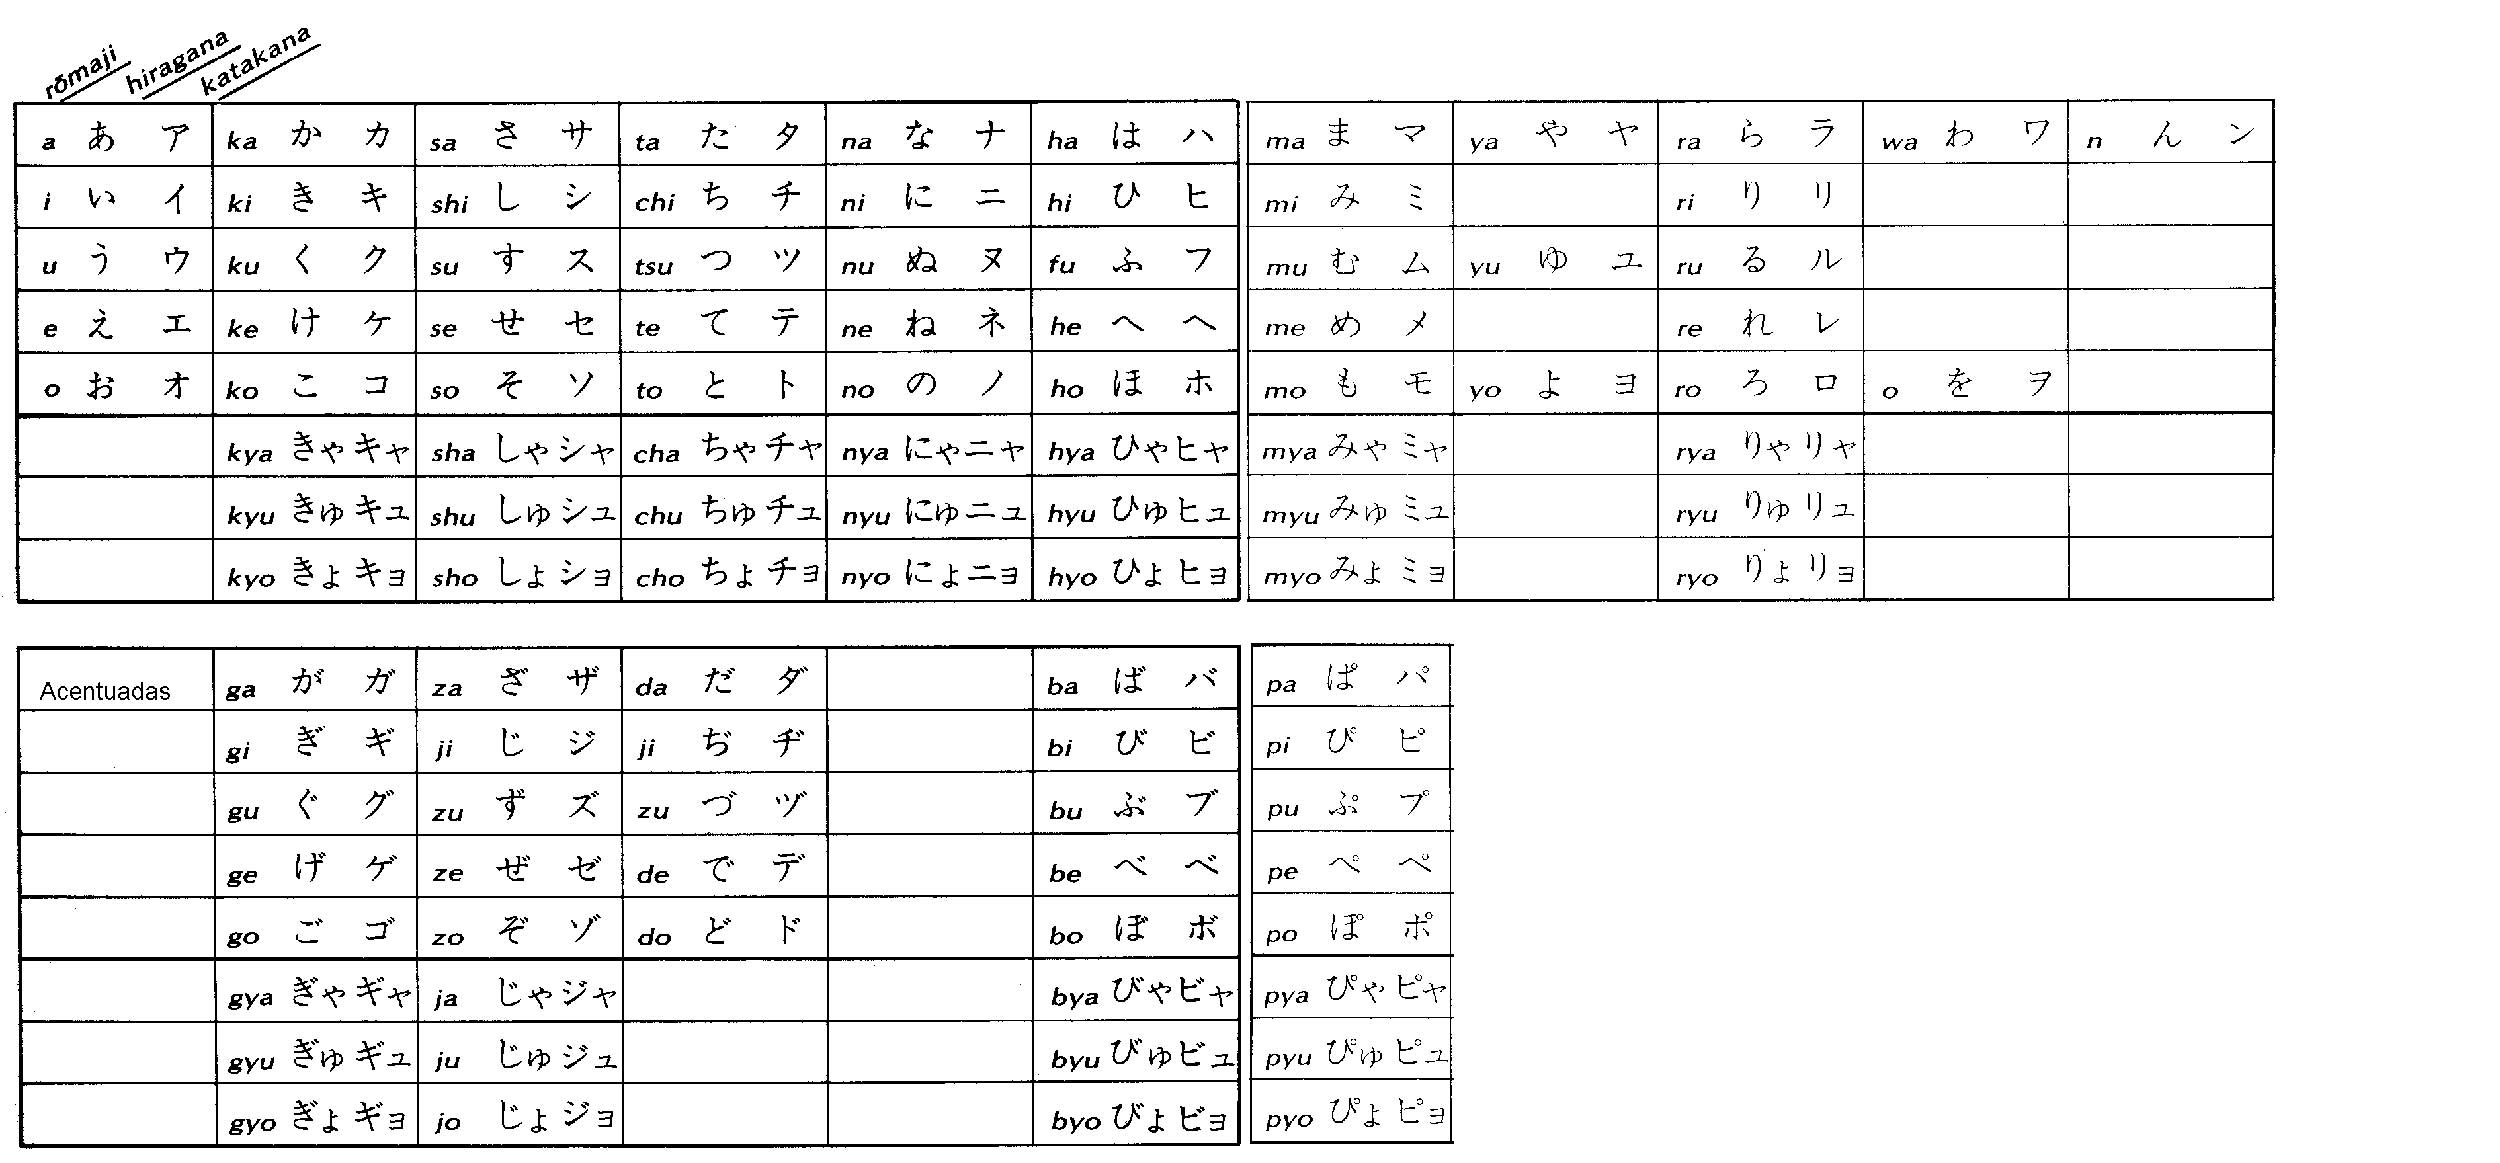 rōmaji hiragana katakana
a あ ア ka か カ sa さ サ ta た タ na な ナ ha は ハ ma ま マ ya や ヤ ra ら ラ wa わ ワ n ん ン
i い イ ki き キ shi し シ chi ち チ ni に ニ hi ひ ヒ mi み ミ ri り リ
u う ウ ku く ク su す ス tsu つ ツ nu ぬ ヌ fu ふ フ mu む ム yu ゆ ユ ru る ル
e え エ ke け ケ se せ セ te て テ ne ね ネ he へ ヘ me め メ re れ レ
o お オ ko こ コ so そ ソ to と ト no の ノ ho ほ ホ mo も モ yo よ ヨ ro ろ ロ o を ヲ
kya きゃ キャ sha しゃ シャ cha ちゃ チャ nya にゃ ニャ hya ひゃ ヒャ mya みゃ ミャ rya りゃ リャ
kyu きゅ キュ shu しゅ シュ chu ちゅ チュ nyu にゅ ニュ hyu ひゅ ヒュ myu みゅ ミュ ryu りゅ リュ
kyo きょ キョ sho しょ ショ cho ちょ チョ nyo にょ ニョ hyo ひょ ヒョ myo みょ ミョ ryo りょ リョ
Acentuadas ga が ガ za ざ ザ da だ ダ ba ば バ pa ぱ パ
gi ぎ ギ ji じ ジ ji ぢ ヂ bi び ビ pi ぴ ピ
gu ぐ グ zu ず ズ zu づ ヅ bu ぶ ブ pu ぷ プ
ge げ ゲ ze ぜ ゼ de で デ be べ ベ pe ぺ ペ
go ご ゴ zo ぞ ゾ do ど ド bo ぼ ボ po ぽ ポ
gya ぎゃ ギャ ja じゃ ジャ bya びゃ ビャ pya ぴゃ ピャ
gyu ぎゅ ギュ ju じゅ ジュ byu びゅ ビュ pyu ぴゅ ピュ
gyo ぎょ ギョ jo じょ ジョ byo びょ ビョ pyo ぴょ ピョ